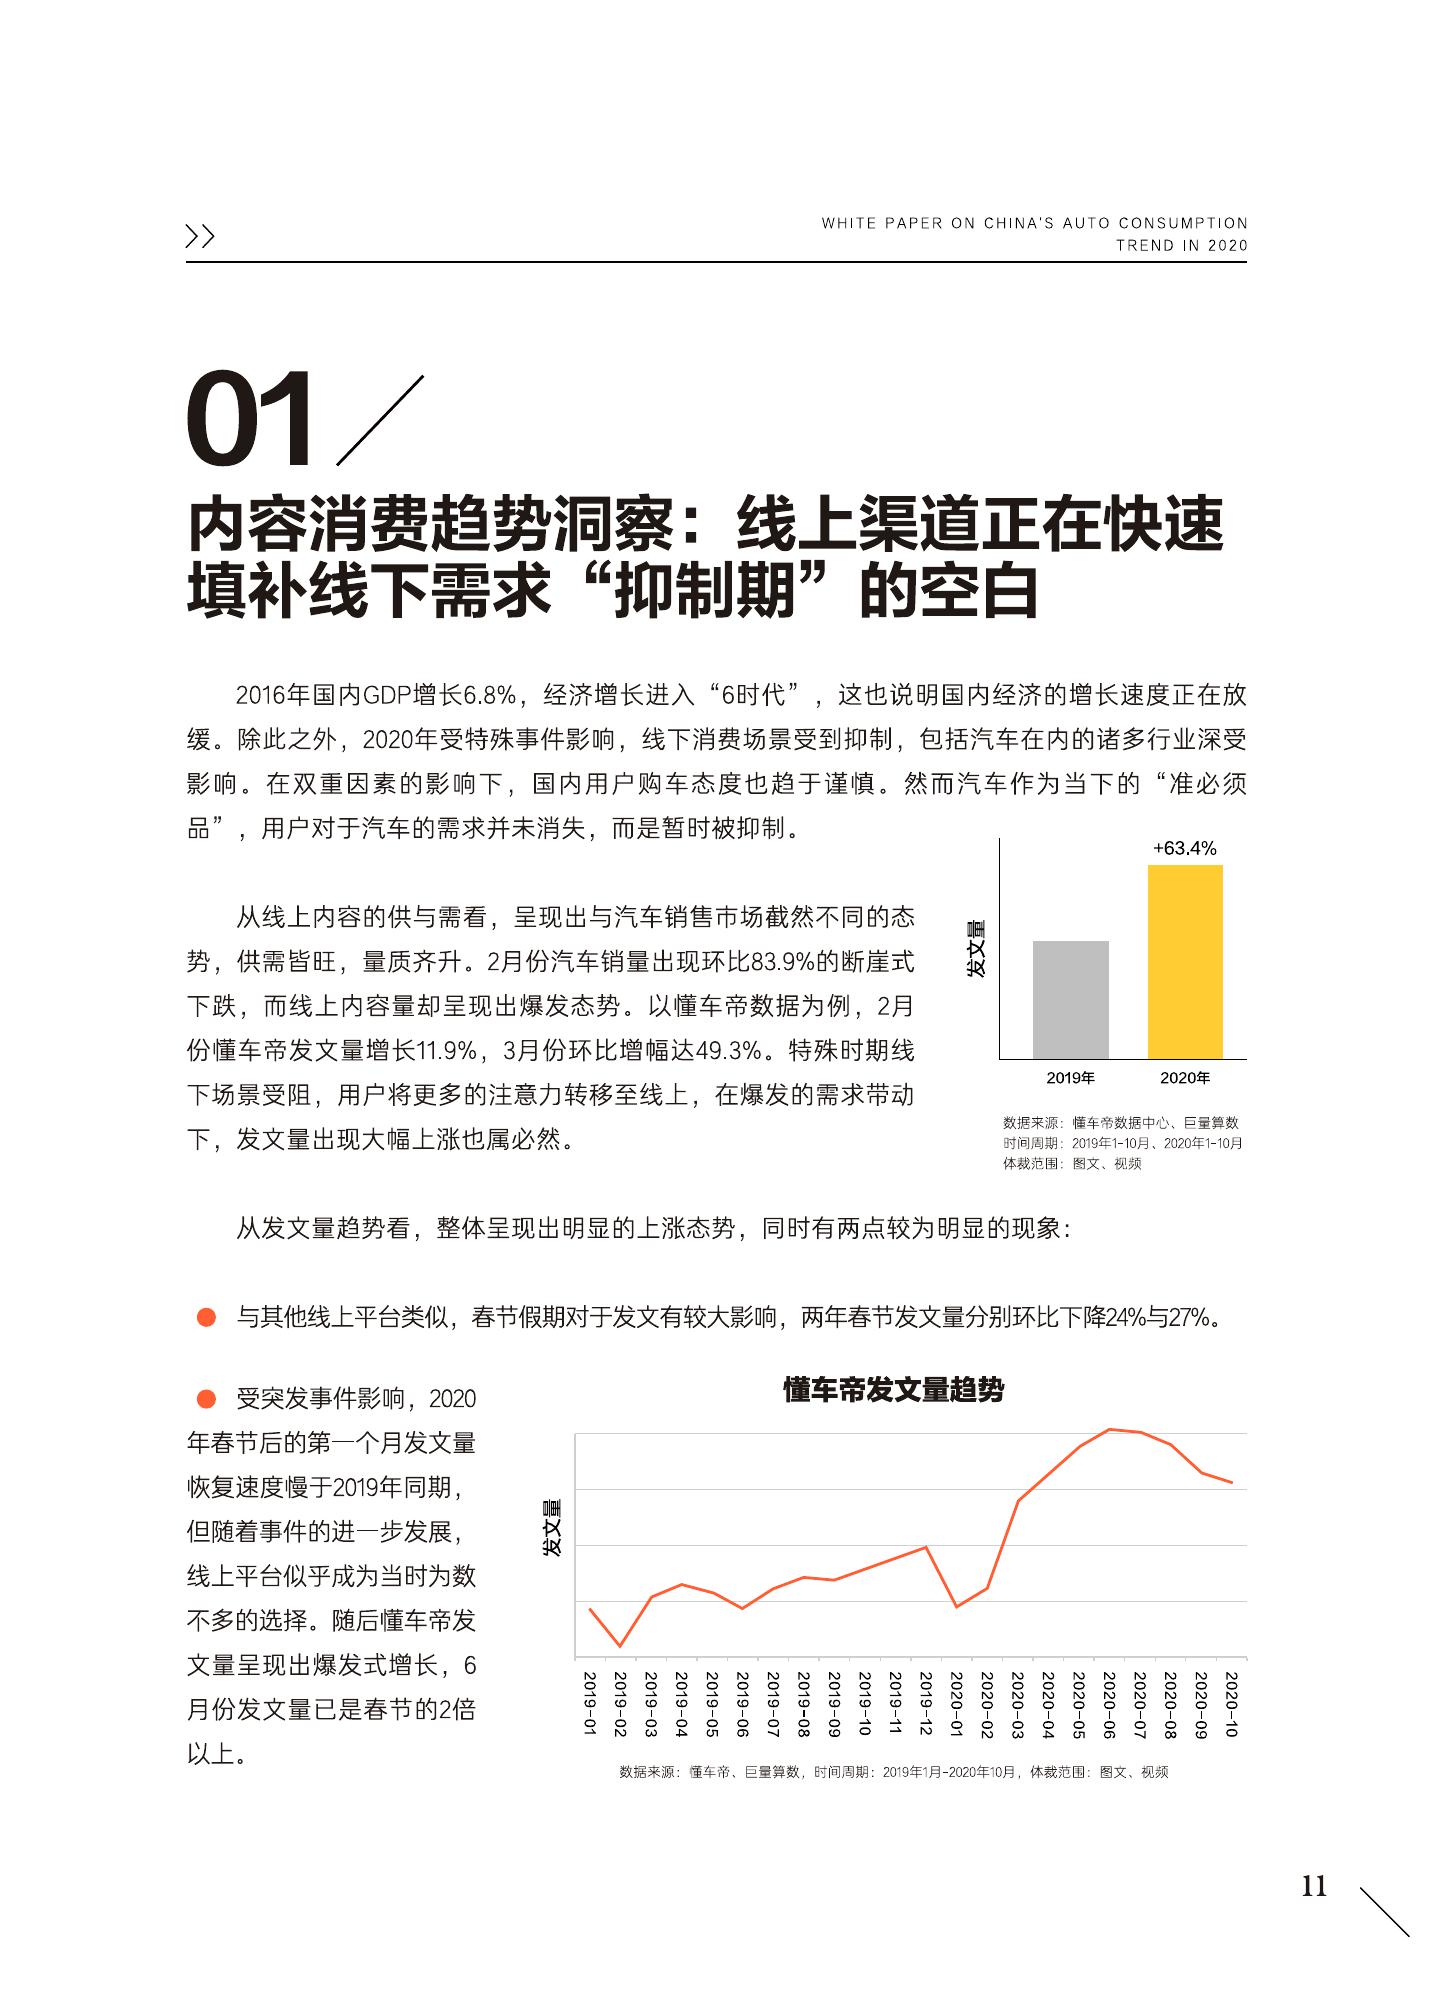 WHITE PAPER ON CHINA'S AUTO CONSUMPTION
TREND IN 2020
01
内容消费趋势洞察：线上渠道正在快速
填补线下需求“抑制期”的空白
2016年国内GDP增长6.8%，经济增长进入“6时代”，这也说明国内经济的增长速度正在放
缓。除此之外，2020年受特殊事件影响，线下消费场景受到抑制，包括汽车在内的诸多行业深受
影响。在双重因素的影响下，国内用户购车态度也趋于谨慎。然而汽车作为当下的“准必须
品”，用户对于汽车的需求并未消失，而是暂时被抑制。
从线上内容的供与需看，呈现出与汽车销售市场截然不同的态
势，供需皆旺，量质齐升。2月份汽车销量出现环比83.9%的断崖式
下跌，而线上内容量却呈现出爆发态势。以懂车帝数据为例，2月
份懂车帝发文量增长11.9%，3月份环比增幅达49.3%。特殊时期线
下场景受阻，用户将更多的注意力转移至线上，在爆发的需求带动
下，发文量出现大幅上涨也属必然。
+63.4%
发文量
2019年
2020年
数据来源：懂车帝数据中心、巨量算数
时间周期：2019年1-10月、2020年1-10月
体裁范围：图文、视频
从发文量趋势看，整体呈现出明显的上涨态势，同时有两点较为明显的现象：
与其他线上平台类似，春节假期对于发文有较大影响，两年春节发文量分别环比下降24%与27%。
受突发事件影响，2020
年春节后的第一个月发文量
恢复速度慢于2019年同期，
但随着事件的进一步发展，
线上平台似乎成为当时为数
不多的选择。随后懂车帝发
文量呈现出爆发式增长，6
月份发文量已是春节的2倍
以上。
懂车帝发文量趋势
发文量
2019-01
2019-02
2019-03
2019-04
2019-05
2019-06
2019-07
2019-08
2019-09
2019-10
2019-11
2019-12
2020-01
2020-02
2020-03
2020-04
2020-05
2020-06
2020-07
2020-08
2020-09
2020-10
数据来源：懂车帝、巨量算数，时间周期：2019年1月-2020年10月，体裁范围：图文、视频
11